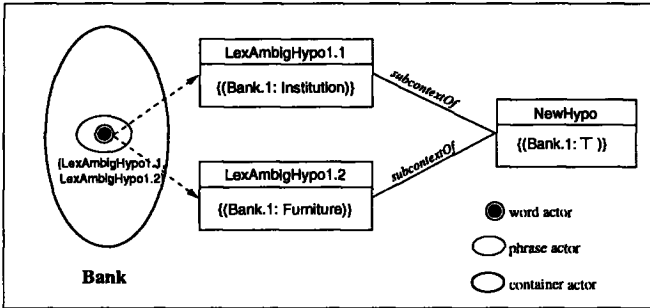 LexAmbigHypo1.1
{(Bank.1: Institution)}
subcontextOf
NewHypo
{(Bank.1: ⊤ )}
{LexAmbigHypo1.1,
LexAmbigHypo1.2}
LexAmbigHypo1.2
{(Bank.1: Furniture)}
subcontextOf
Bank
word actor
phrase actor
container actor